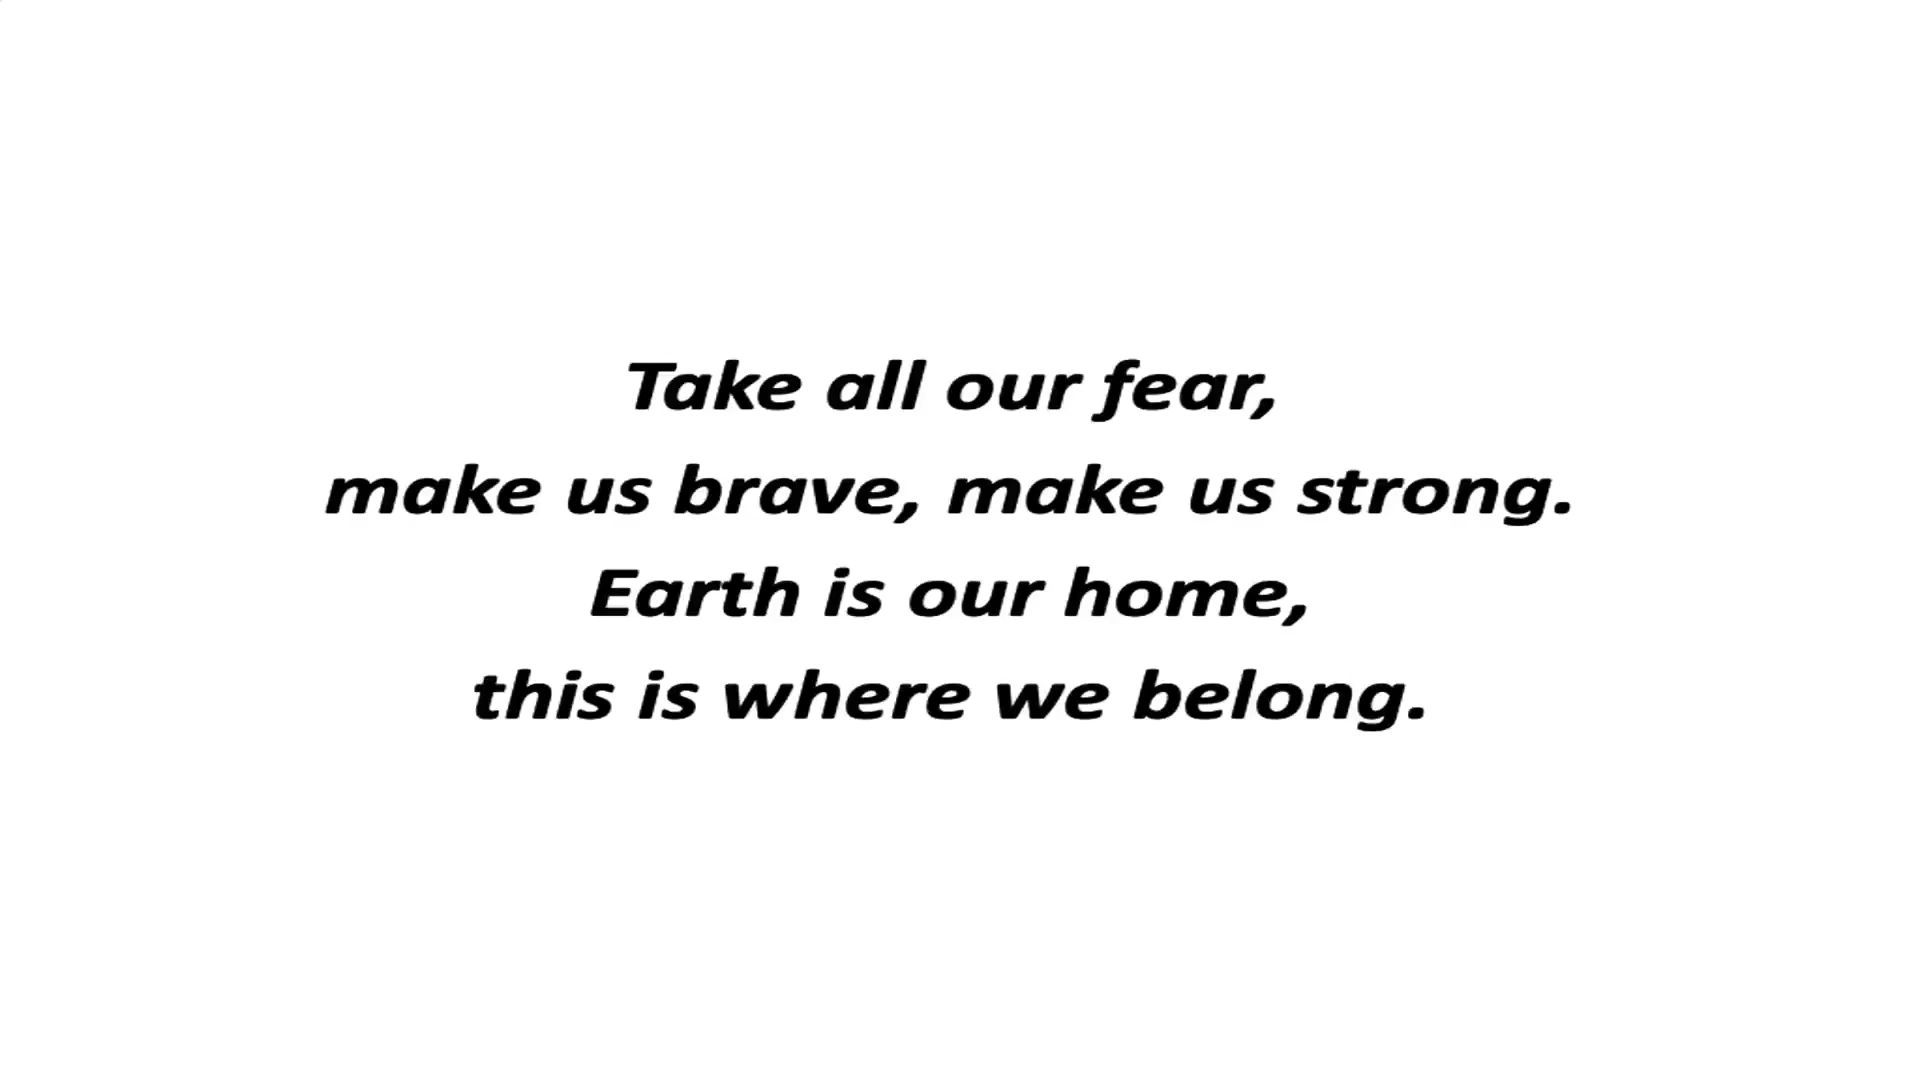 Take all our fear,
make us brave, make us strong.
Earth is our home,
this is where we belong.